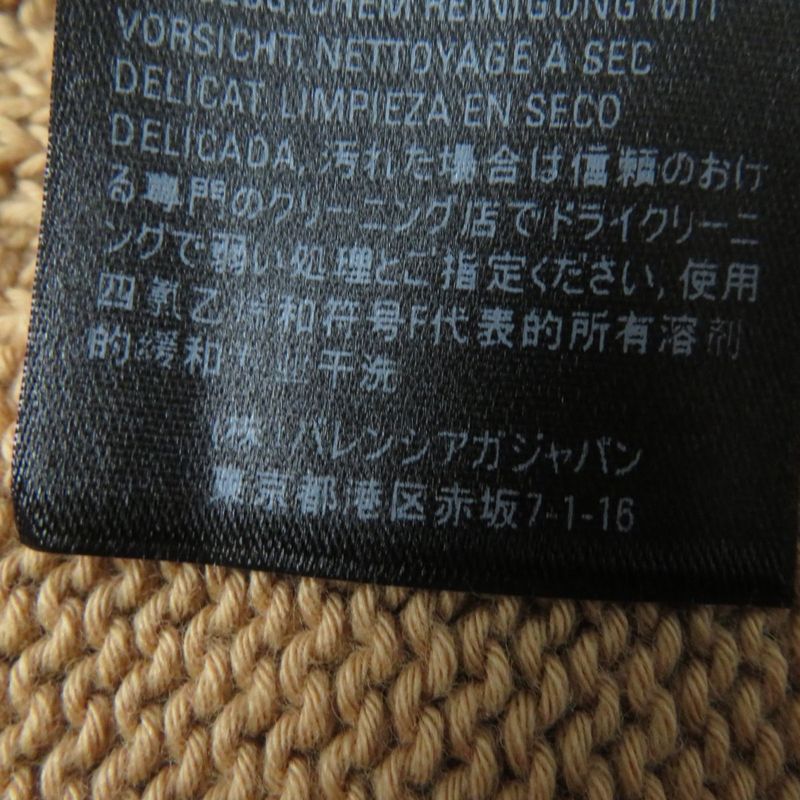 CHEM.REINIGUNG MIT
VORSICHT. NETTOYAGE A SEC
DELICAT. LIMPIEZA EN SECO
DELICADA. 汚れた場合は信頼のおけ
る専門のクリーニング店でドライクリーニ
ングで弱い処理とご指定ください, 使用
四氯乙烯和符号F代表的所有溶剂
的缓和 干洗
(株)バレンシアガジャパン
東京都港区赤坂7-1-16